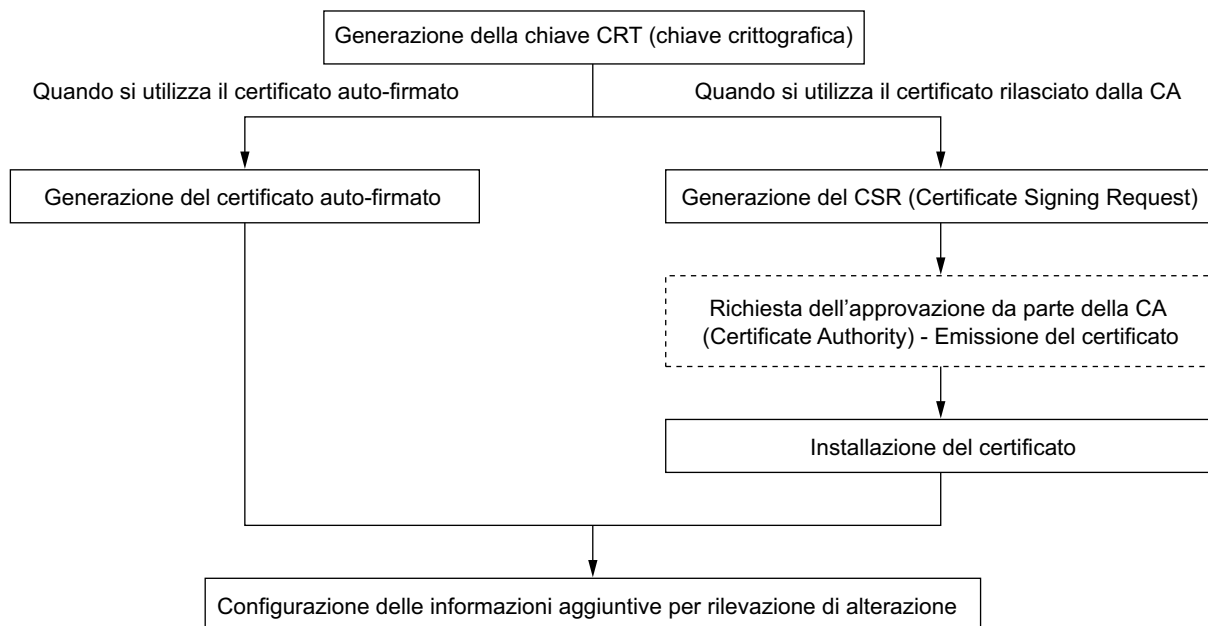 Generazione della chiave CRT (chiave crittografica)
Quando si utilizza il certificato auto-firmato
Quando si utilizza il certificato rilasciato dalla CA
Generazione del certificato auto-firmato
Generazione del CSR (Certificate Signing Request)
Richiesta dell’approvazione da parte della CA
(Certificate Authority) - Emissione del certificato
Installazione del certificato
Configurazione delle informazioni aggiuntive per rilevazione di alterazione